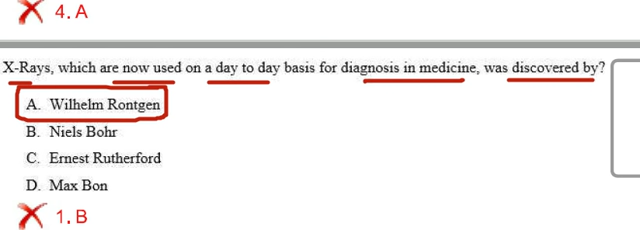 4. A
X-Rays, which are now used on a day to day basis for diagnosis in medicine, was discovered by?
A. Wilhelm Rontgen
B. Niels Bohr
C. Ernest Rutherford
D. Max Bon
1. B